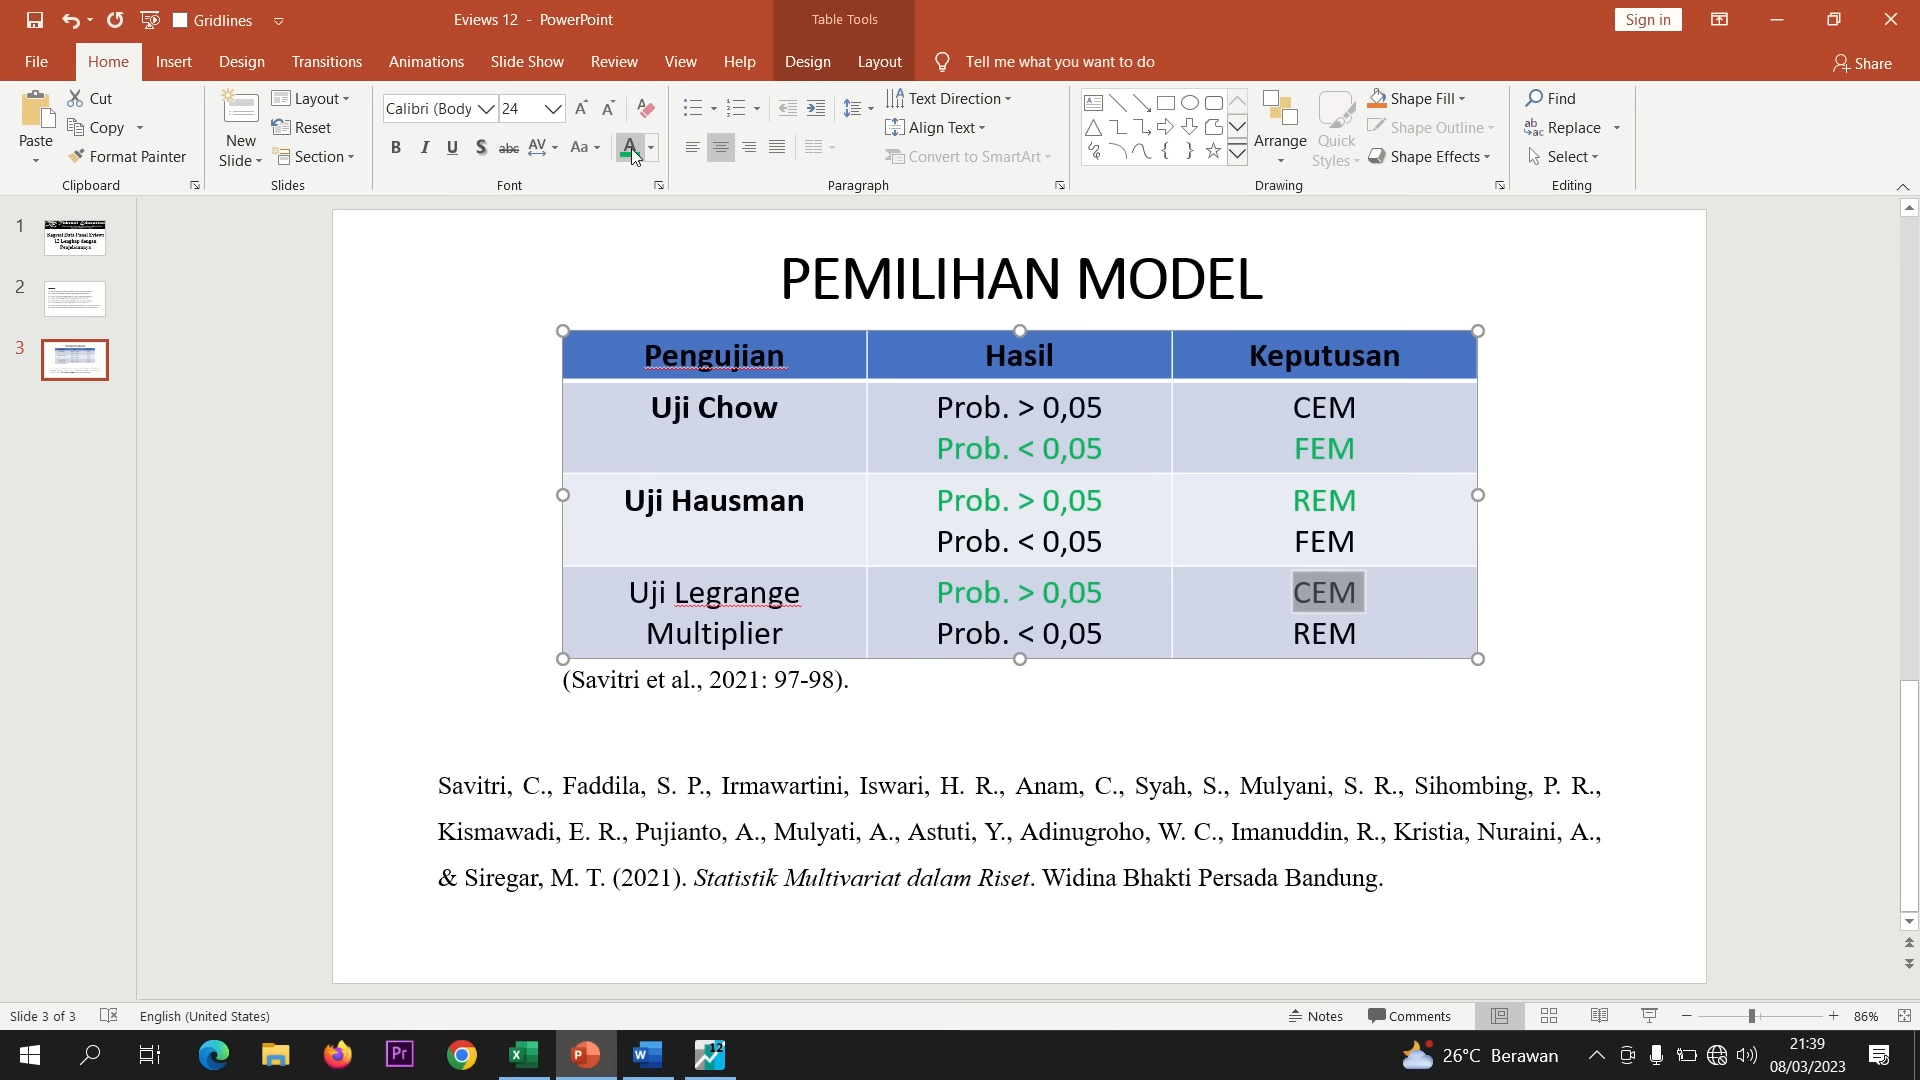 Gridlines
Eviews 12 - PowerPoint
Table Tools
Sign in
File
Home
Insert
Design
Transitions
Animations
Slide Show
Review
View
Help
Design
Layout
Tell me what you want to do
Share
Paste
Cut
Copy
Format Painter
Clipboard
New Slide
Layout
Reset
Section
Slides
Calibri (Body
24
B I U S abc AV Aa A
Font
Text Direction
Align Text
Convert to SmartArt
Paragraph
Arrange
Quick Styles
Shape Fill
Shape Outline
Shape Effects
Drawing
Find
Replace
Select
Editing
1
2
3
PEMILIHAN MODEL
Pengujian Hasil Keputusan
Uji Chow Prob. > 0,05 CEM
Prob. < 0,05 FEM
Uji Hausman Prob. > 0,05 REM
Prob. < 0,05 FEM
Uji Legrange Prob. > 0,05 CEM
Multiplier Prob. < 0,05 REM
(Savitri et al., 2021: 97-98).
Savitri, C., Faddila, S. P., Irmawartini, Iswari, H. R., Anam, C., Syah, S., Mulyani, S. R., Sihombing, P. R.,
Kismawadi, E. R., Pujianto, A., Mulyati, A., Astuti, Y., Adinugroho, W. C., Imanuddin, R., Kristia, Nuraini, A.,
& Siregar, M. T. (2021). Statistik Multivariat dalam Riset. Widina Bhakti Persada Bandung.
Slide 3 of 3
English (United States)
Notes
Comments
86%
26°C Berawan
21:39
08/03/2023